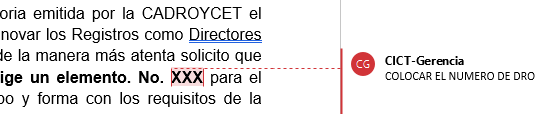 oria emitida por la CADROYCET el
nnovar los Registros como Directores
de la manera más atenta solicito que
ige un elemento. No. XXX para el
po y forma con los requisitos de la
CG
CICT-Gerencia
COLOCAR EL NUMERO DE DRO